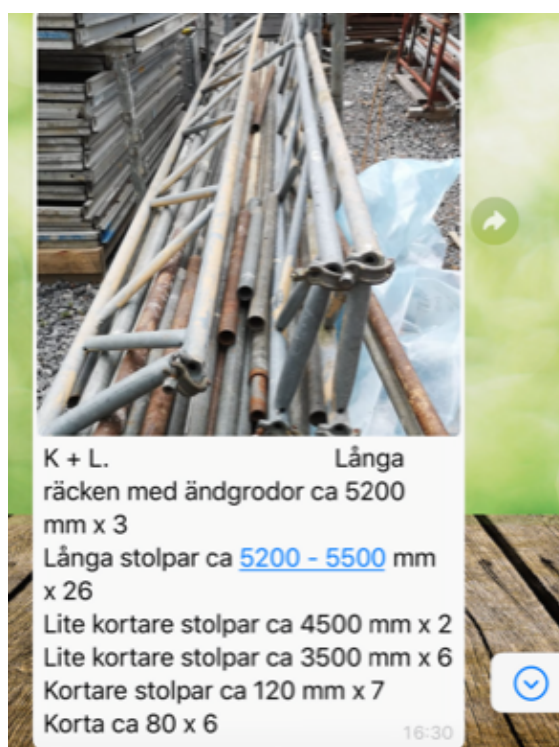 K + L. Långa
räcken med ändgrodor ca 5200
mm x 3
Långa stolpar ca 5200 - 5500 mm
x 26
Lite kortare stolpar ca 4500 mm x 2
Lite kortare stolpar ca 3500 mm x 6
Kortare stolpar ca 120 mm x 7
Korta ca 80 x 6
16:30